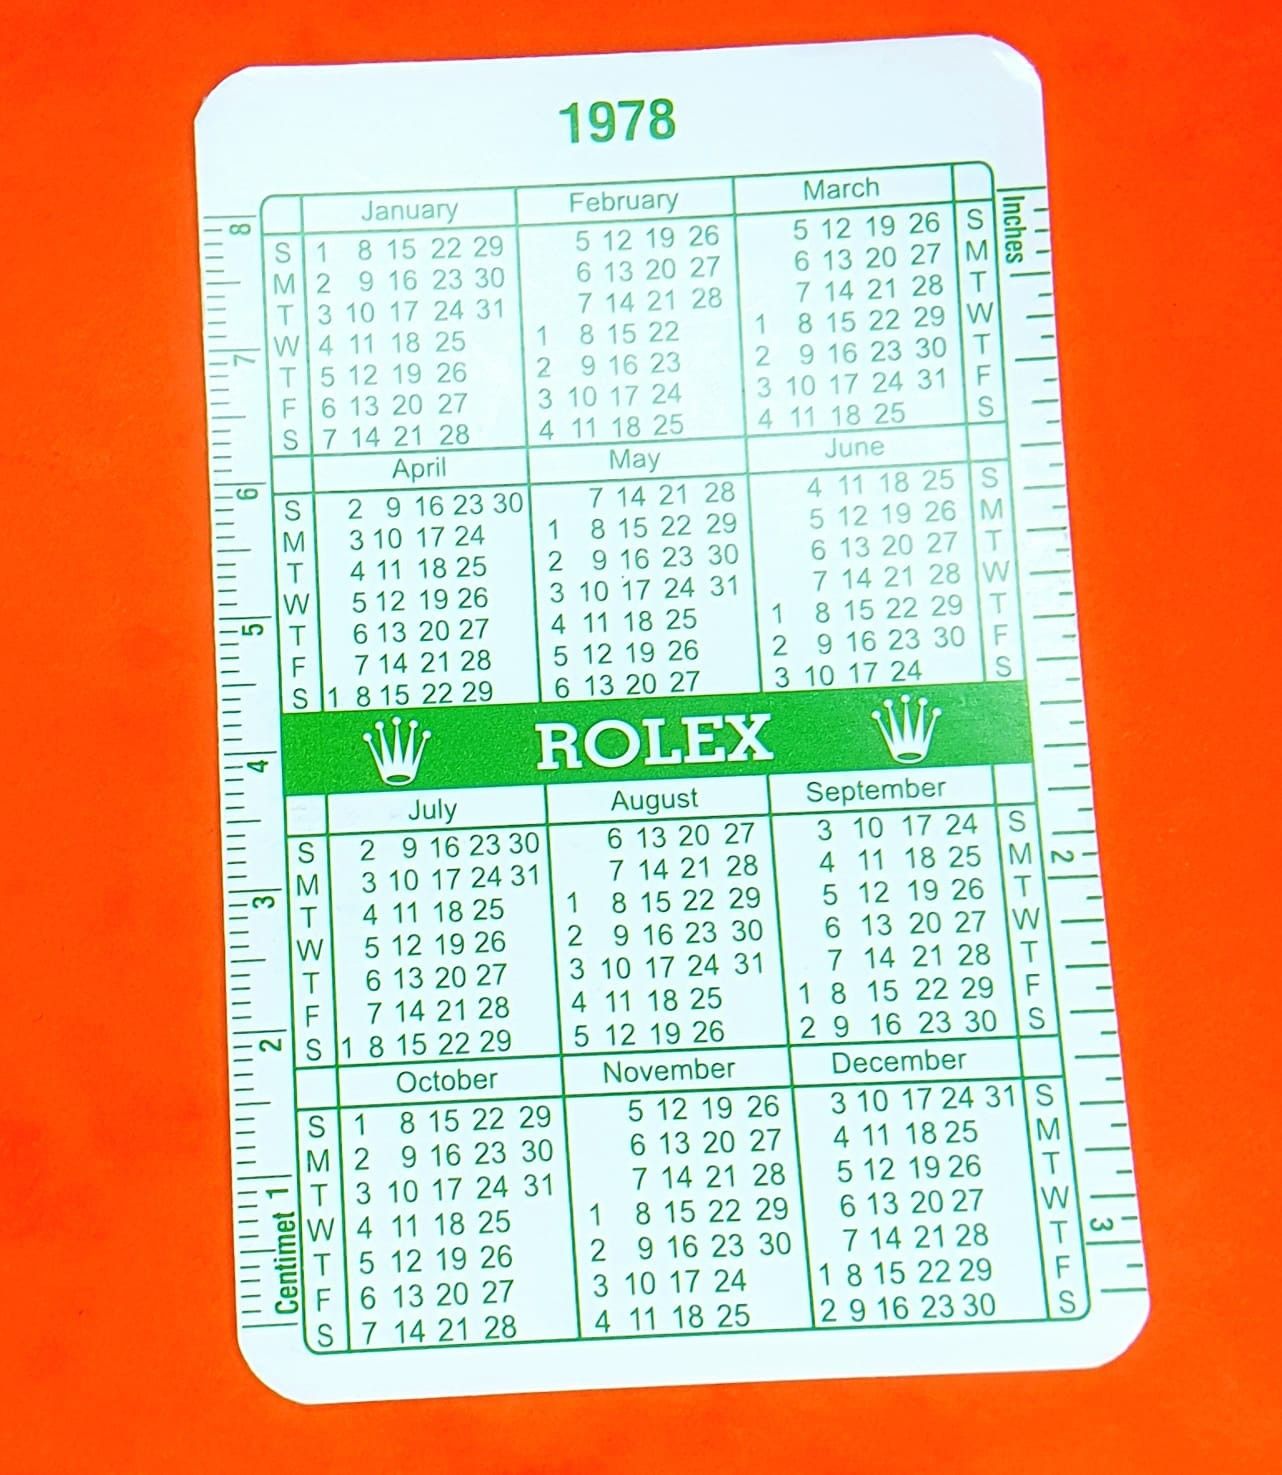 1978
January February March
S 1 8 15 22 29 5 12 19 26 5 12 19 26 S
M 2 9 16 23 30 6 13 20 27 6 13 20 27 M
T 3 10 17 24 31 7 14 21 28 7 14 21 28 T
W 4 11 18 25 1 8 15 22 1 8 15 22 29 W
T 5 12 19 26 2 9 16 23 2 9 16 23 30 T
F 6 13 20 27 3 10 17 24 3 10 17 24 31 F
S 7 14 21 28 4 11 18 25 4 11 18 25 S
April May June
S 2 9 16 23 30 7 14 21 28 4 11 18 25 S
M 3 10 17 24 1 8 15 22 29 5 12 19 26 M
T 4 11 18 25 2 9 16 23 30 6 13 20 27 T
W 5 12 19 26 3 10 17 24 31 7 14 21 28 W
T 6 13 20 27 4 11 18 25 1 8 15 22 29 T
F 7 14 21 28 5 12 19 26 2 9 16 23 30 F
S 1 8 15 22 29 6 13 20 27 3 10 17 24 S
ROLEX
July August September
S 2 9 16 23 30 6 13 20 27 3 10 17 24 S
M 3 10 17 24 31 7 14 21 28 4 11 18 25 M
T 4 11 18 25 1 8 15 22 29 5 12 19 26 T
W 5 12 19 26 2 9 16 23 30 6 13 20 27 W
T 6 13 20 27 3 10 17 24 31 7 14 21 28 T
F 7 14 21 28 4 11 18 25 1 8 15 22 29 F
S 1 8 15 22 29 5 12 19 26 2 9 16 23 30 S
October November December
S 1 8 15 22 29 5 12 19 26 3 10 17 24 31 S
M 2 9 16 23 30 6 13 20 27 4 11 18 25 M
T 3 10 17 24 31 7 14 21 28 5 12 19 26 T
W 4 11 18 25 1 8 15 22 29 6 13 20 27 W
T 5 12 19 26 2 9 16 23 30 7 14 21 28 T
F 6 13 20 27 3 10 17 24 1 8 15 22 29 F
S 7 14 21 28 4 11 18 25 2 9 16 23 30 S
Centimet 1 2 3 4 5 6 7 8
Inches 2 3